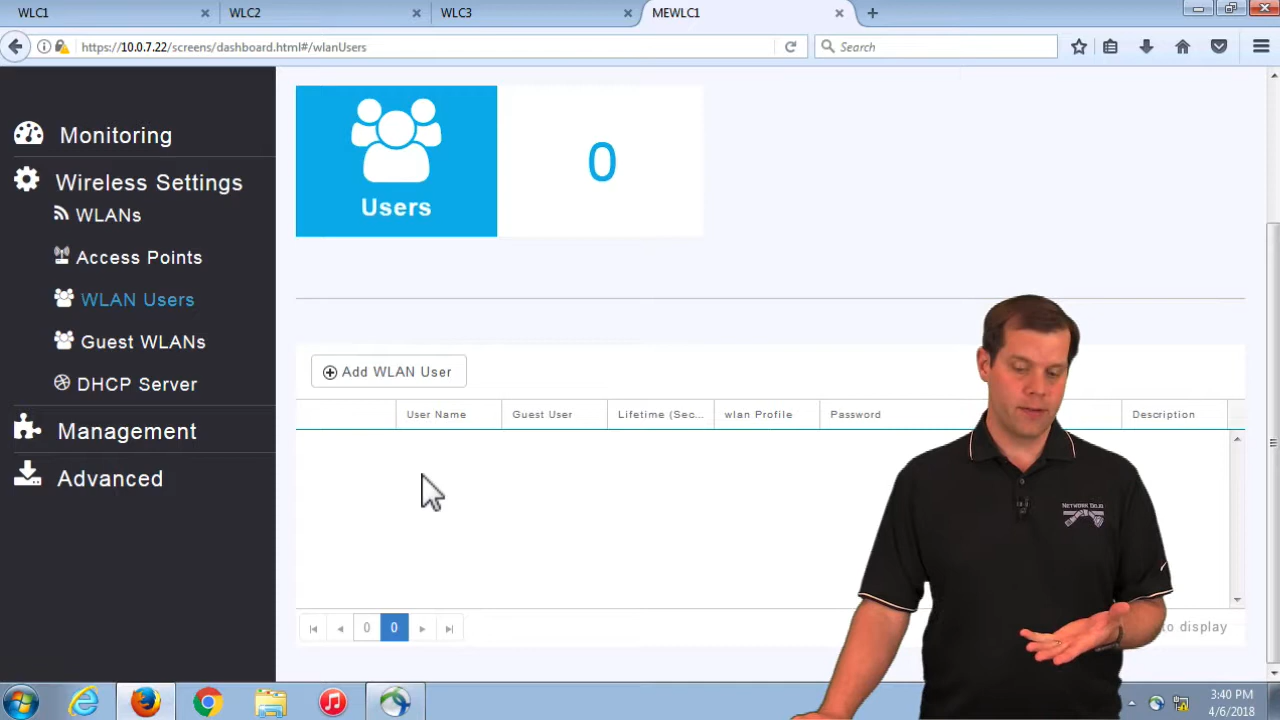 WLC1
WLC2
WLC3
MEWLC1
https://10.0.7.22/screens/dashboard.html#/wlanUsers
Search
Monitoring
Wireless Settings
WLANs
Access Points
WLAN Users
Guest WLANs
DHCP Server
Management
Advanced
Users
0
Add WLAN User
User Name
Guest User
Lifetime (Sec...
wlan Profile
Password
Description
0
0
to display
NETWORK DOJO
3:40 PM
4/6/2018